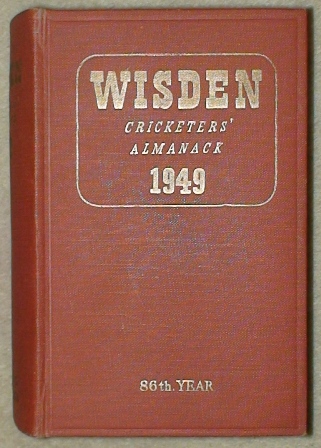 WISDEN
CRICKETERS'
ALMANACK
1949
86th. YEAR